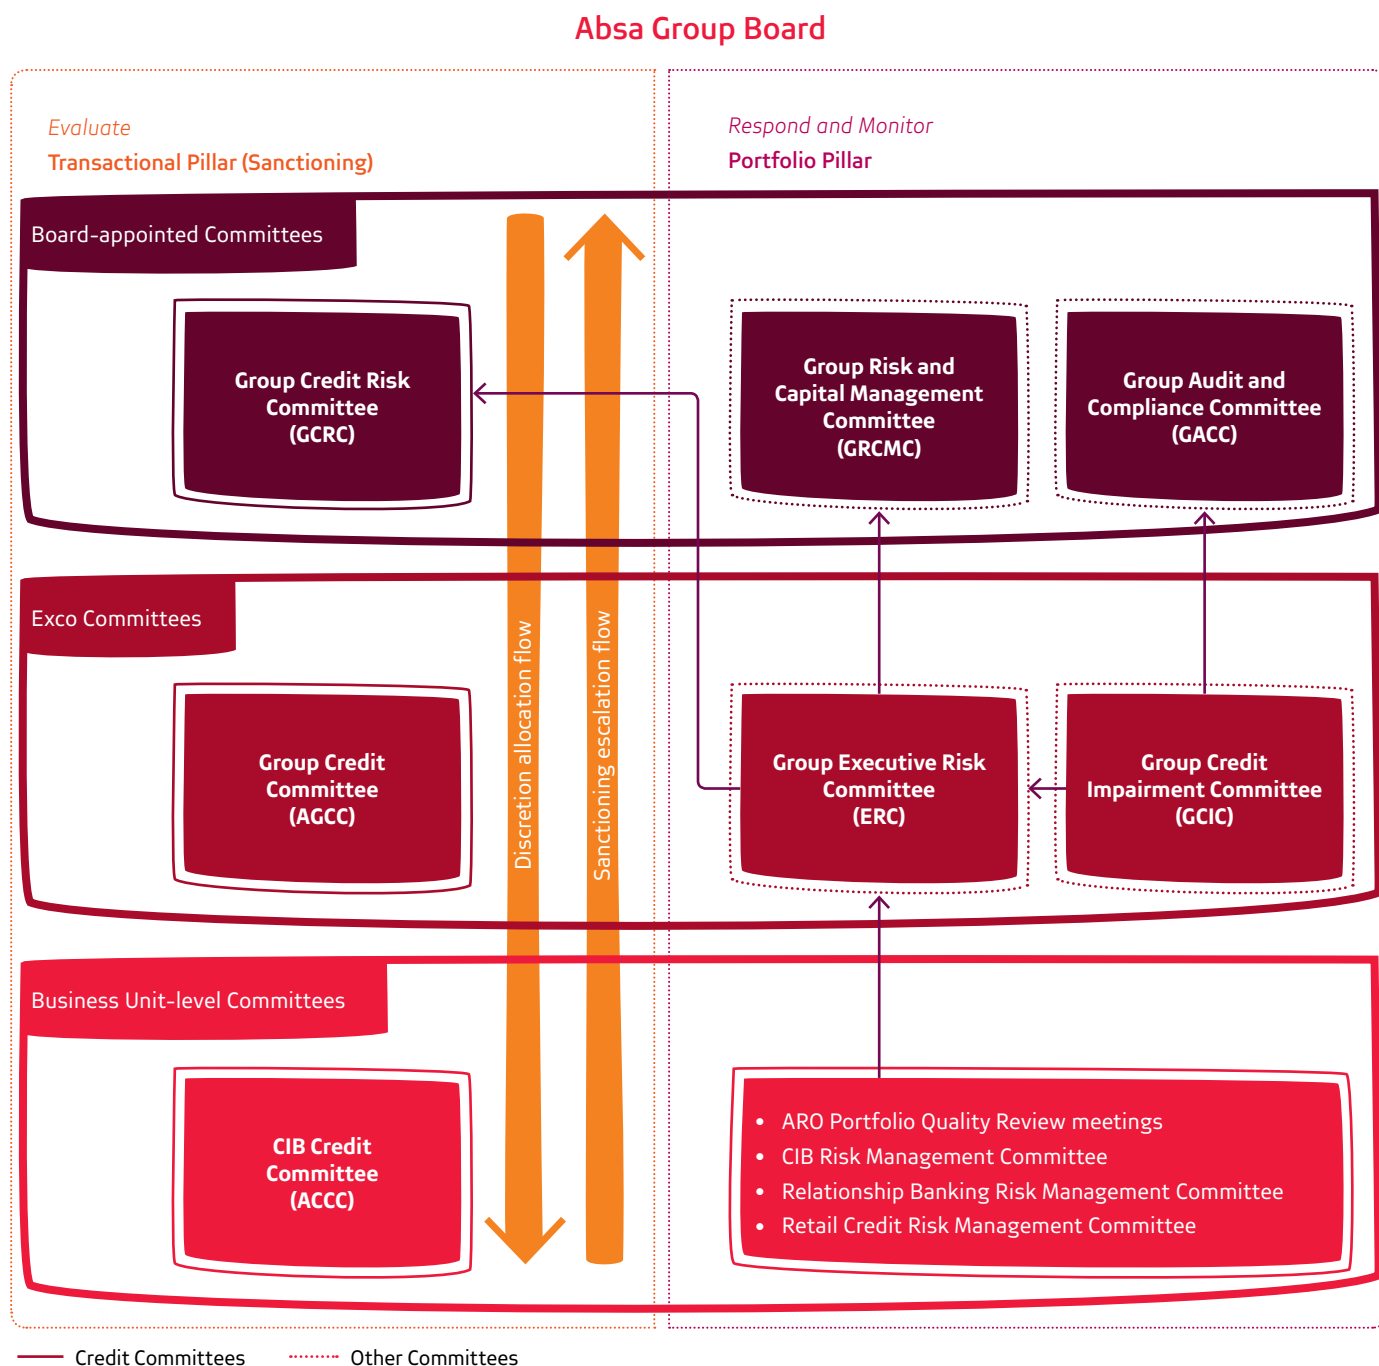 Absa Group Board
Evaluate
Transactional Pillar (Sanctioning)
Respond and Monitor
Portfolio Pillar
Board-appointed Committees
Group Credit Risk
Committee
(GCRC)
Group Risk and
Capital Management
Committee
(GRCMC)
Group Audit and
Compliance Committee
(GACC)
Exco Committees
Group Credit
Committee
(AGCC)
Discretion allocation flow
Sanctioning escalation flow
Group Executive Risk
Committee
(ERC)
Group Credit
Impairment Committee
(GCIC)
Business Unit-level Committees
CIB Credit
Committee
(ACCC)
• ARO Portfolio Quality Review meetings
• CIB Risk Management Committee
• Relationship Banking Risk Management Committee
• Retail Credit Risk Management Committee
Credit Committees
Other Committees